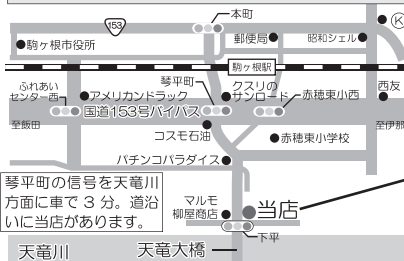 本町
153
K
駒ヶ根市役所
郵便局
昭和シェル
駒ヶ根駅
ふれあい
センター西
アメリカンドラッグ
琴平町
クスリの
サンロード
赤穂東小西
西友
国道153号バイパス
至飯田
至伊那
コスモ石油
赤穂東小学校
パチンコパラダイス
琴平町の信号を天竜川
方面に車で 3 分。道沿
いに当店があります。
マルモ
柳屋商店
当店
下平
天竜川
天竜大橋